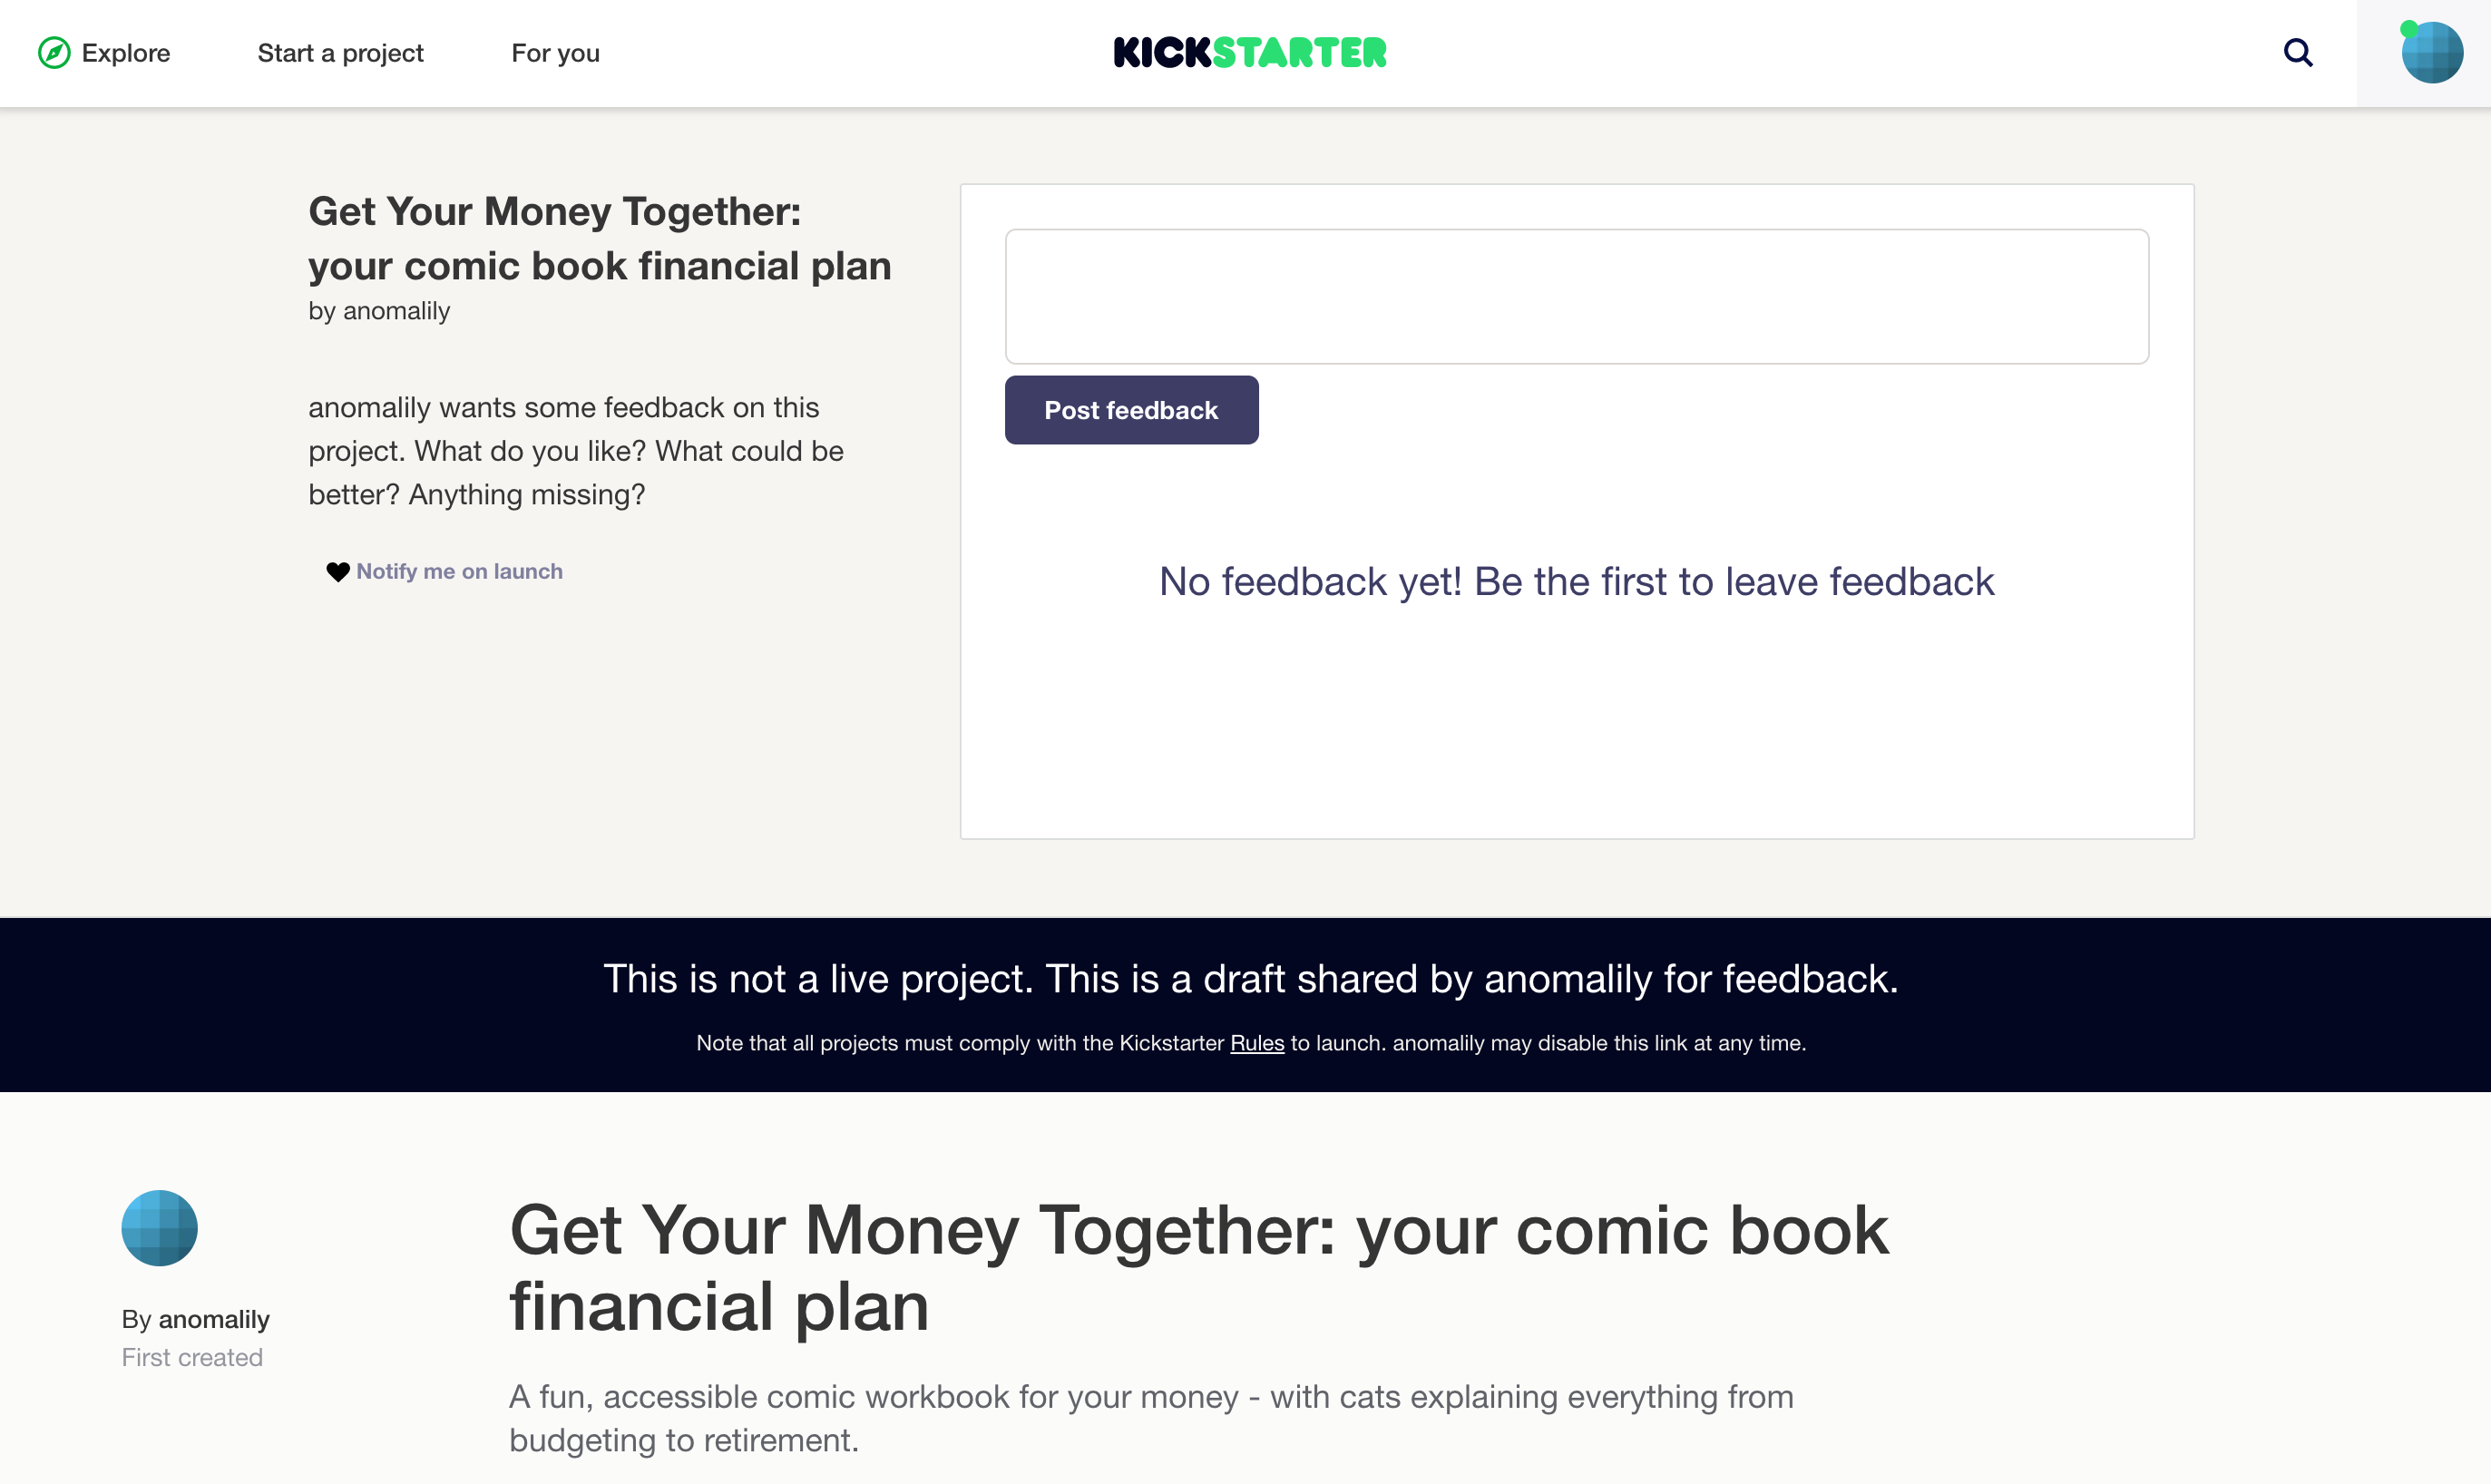 Explore
Start a project
For you
KICKSTARTER
Get Your Money Together:
your comic book financial plan
by anomalily
anomalily wants some feedback on this
project. What do you like? What could be
better? Anything missing?
Notify me on launch
Post feedback
No feedback yet! Be the first to leave feedback
This is not a live project. This is a draft shared by anomalily for feedback.
Note that all projects must comply with the Kickstarter Rules to launch. anomalily may disable this link at any time.
By anomalily
First created
Get Your Money Together: your comic book
financial plan
A fun, accessible comic workbook for your money - with cats explaining everything from
budgeting to retirement.